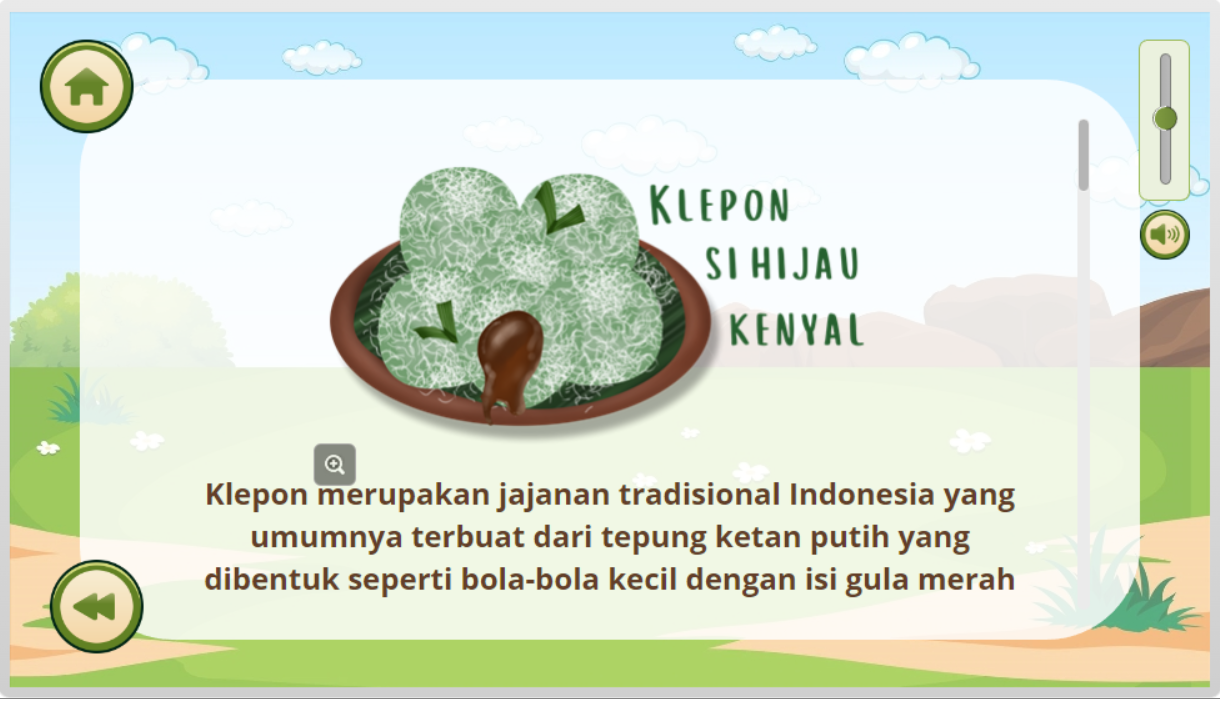 KLEPON
SI HIJAU
KENYAL
Klepon merupakan jajanan tradisional Indonesia yang
umumnya terbuat dari tepung ketan putih yang
dibentuk seperti bola-bola kecil dengan isi gula merah